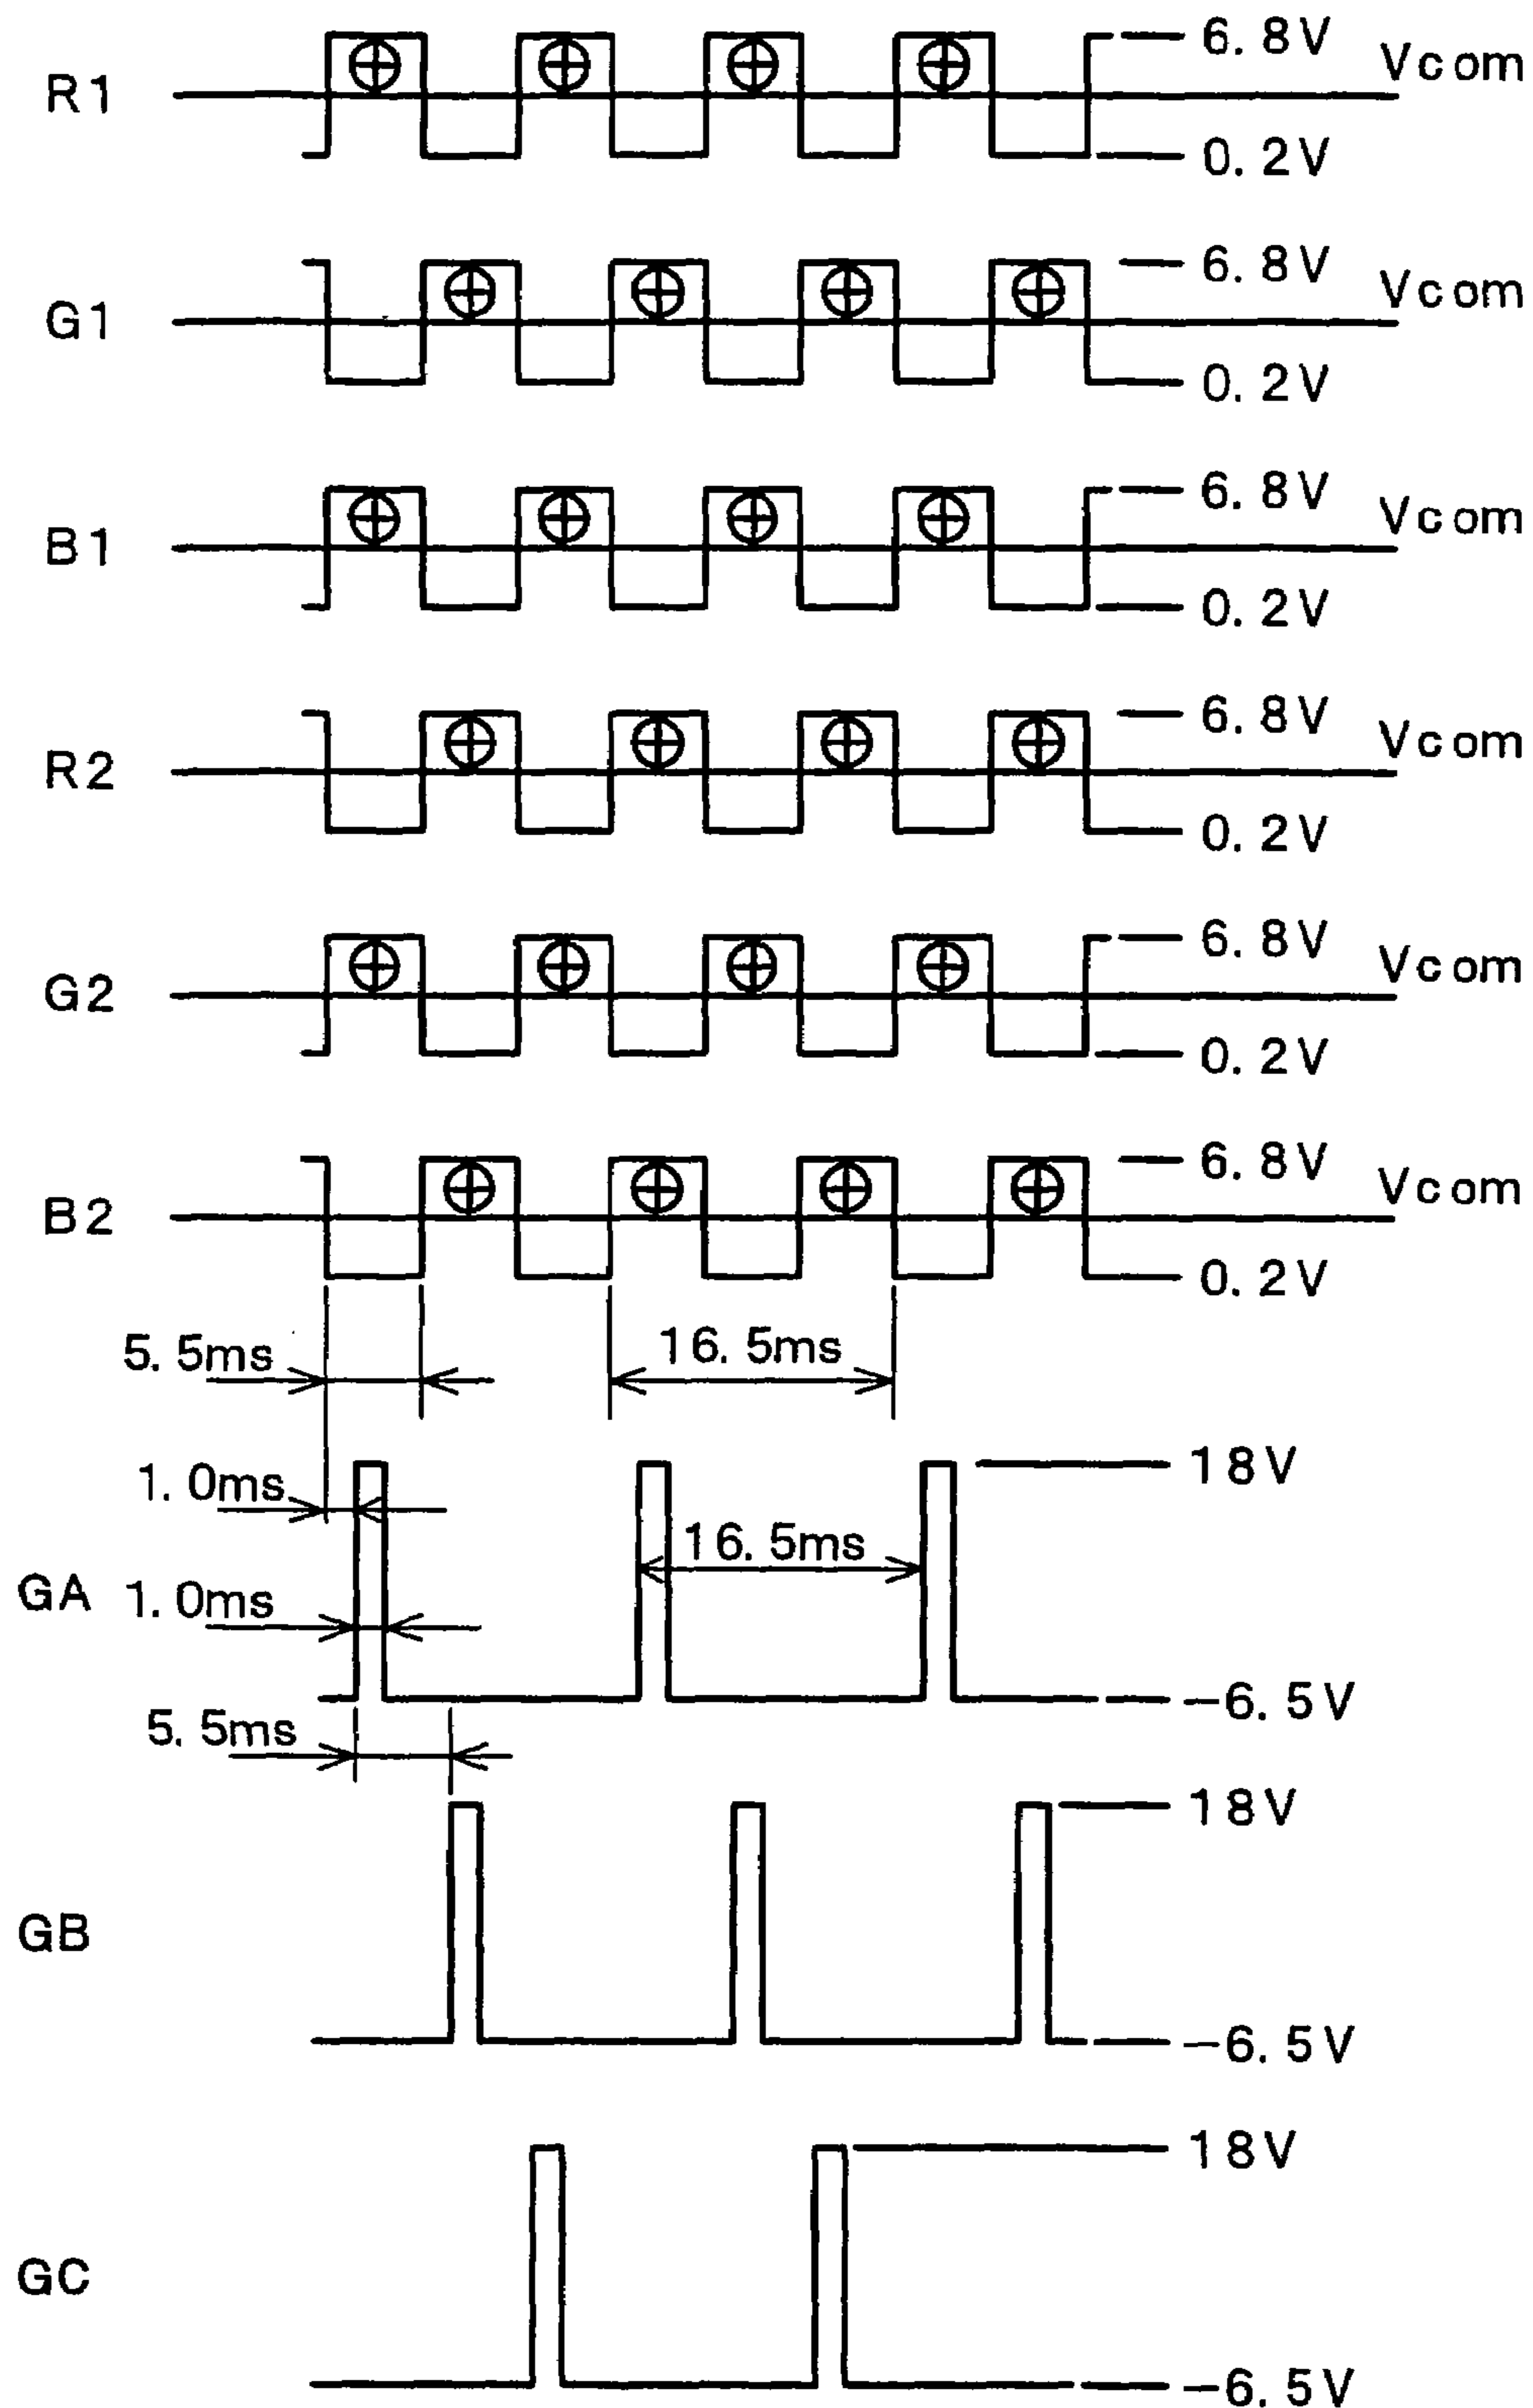 6.8V
Vcom
R1
0.2V
6.8V
Vcom
G1
0.2V
6.8V
Vcom
B1
0.2V
6.8V
Vcom
R2
0.2V
6.8V
Vcom
G2
0.2V
6.8V
Vcom
B2
0.2V
5.5ms
16.5ms
18V
1.0ms
16.5ms
GA
1.0ms
−6.5V
5.5ms
18V
GB
−6.5V
18V
GC
−6.5V